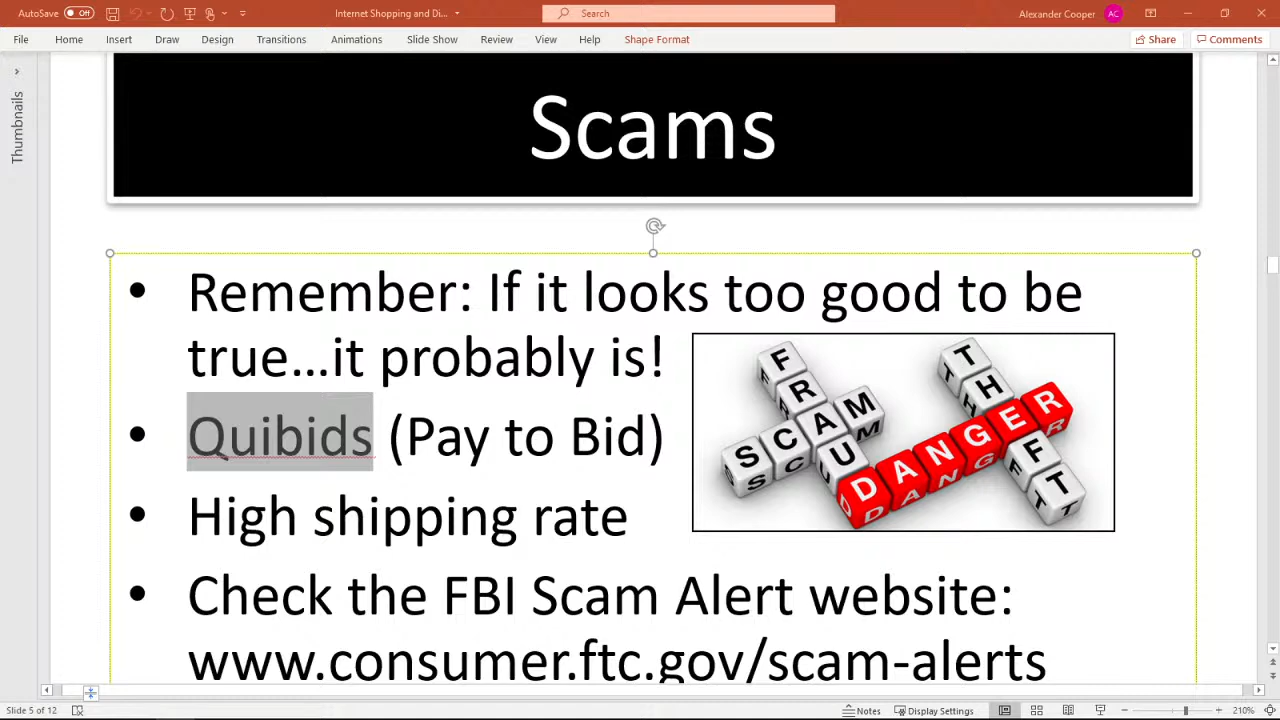 AutoSave Off
Internet Shopping and Di...
Search
Alexander Cooper AC
File Home Insert Draw Design Transitions Animations Slide Show Review View Help Shape Format Share Comments
Thumbnails
Scams
• Remember: If it looks too good to be
true...it probably is!
• Quibids (Pay to Bid)
• High shipping rate
• Check the FBI Scam Alert website:
www.consumer.ftc.gov/scam-alerts
FRAUD
SCAM
DANGER
THEFT
Slide 5 of 12 Notes Display Settings 210%